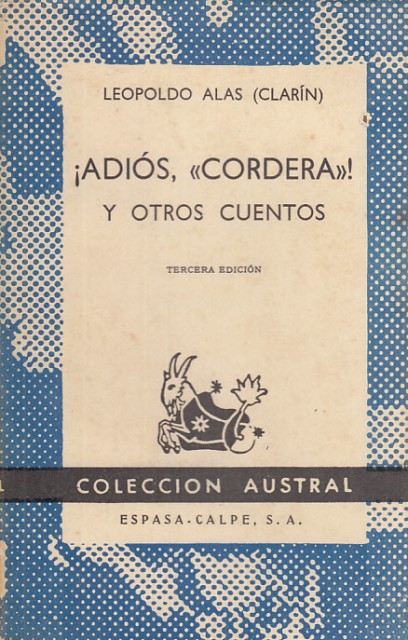 LEOPOLDO ALAS (CLARÍN)
¡ADIÓS, «CORDERA»!
Y OTROS CUENTOS
TERCERA EDICIÓN
L COLECCION AUSTRAL
ESPASA-CALPE, S. A.